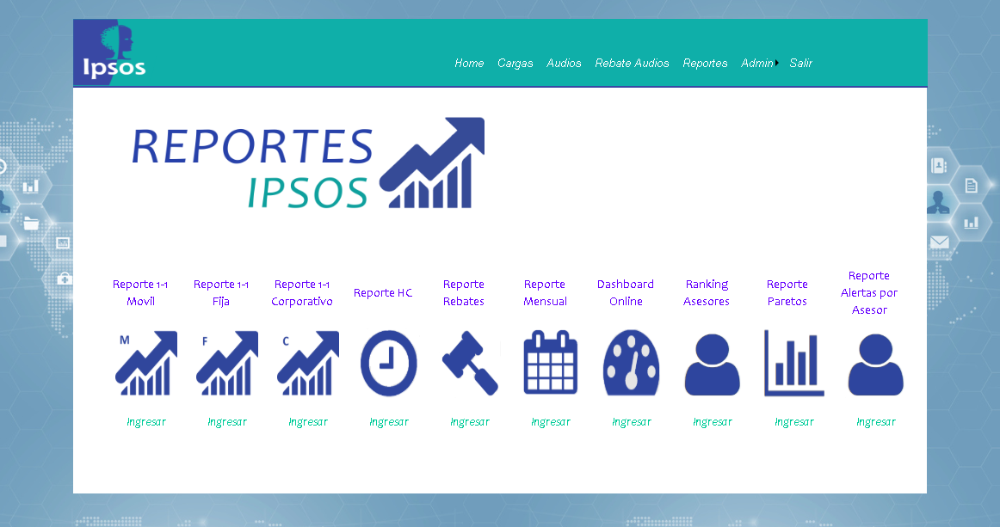 Ipsos
Home Cargas Audios Rebate Audios Reportes Admin Salir
REPORTES
IPSOS
Reporte 1-1
Movil
Reporte 1-1
Fija
Reporte 1-1
Corporativo
Reporte HC
Reporte
Rebates
Reporte
Mensual
Dashboard
Online
Ranking
Asesores
Reporte
Paretos
Reporte
Alertas por
Asesor
M
F
C
Ingresar Ingresar Ingresar Ingresar Ingresar Ingresar Ingresar Ingresar Ingresar Ingresar